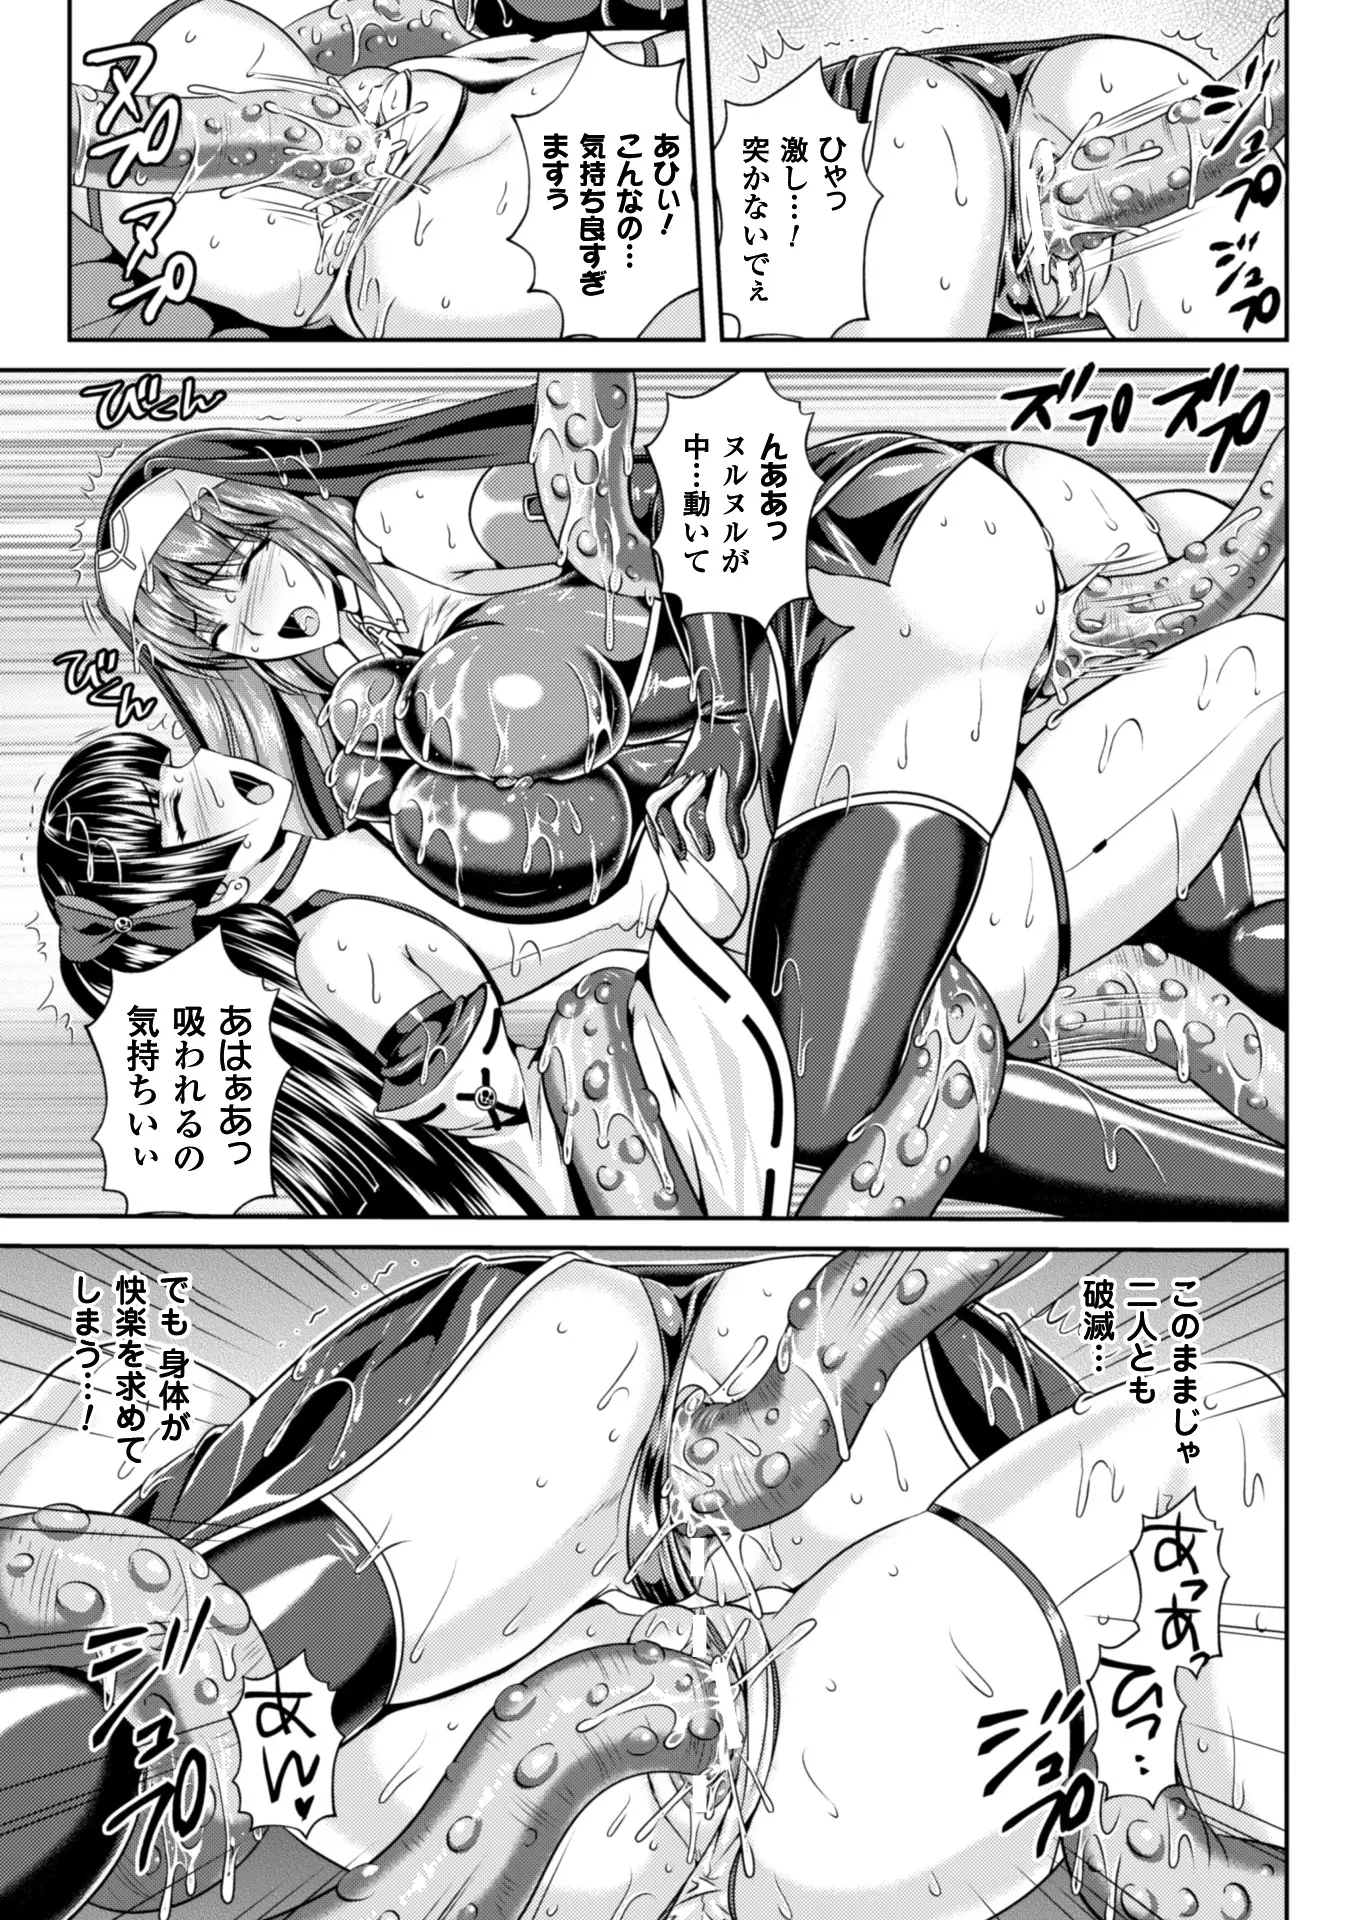 ひゃっ
激し…！
突かないでぇ
ジュプ
ジュプ
あひい！
こんなの…
気持ち良すぎ
ますぅ
ヌプ
ヌプ
ズプ
ズプ
んああっ
ヌルヌルが
中…動いて
びくん
びくん
あはぁあっ
吸われるの
気持ちいぃ
このままじゃ
二人とも
破滅…
でも 身体が
快楽を求めて
しまう…！
あっあっ
ひっ
あん♥
ジュプ
ジュプ